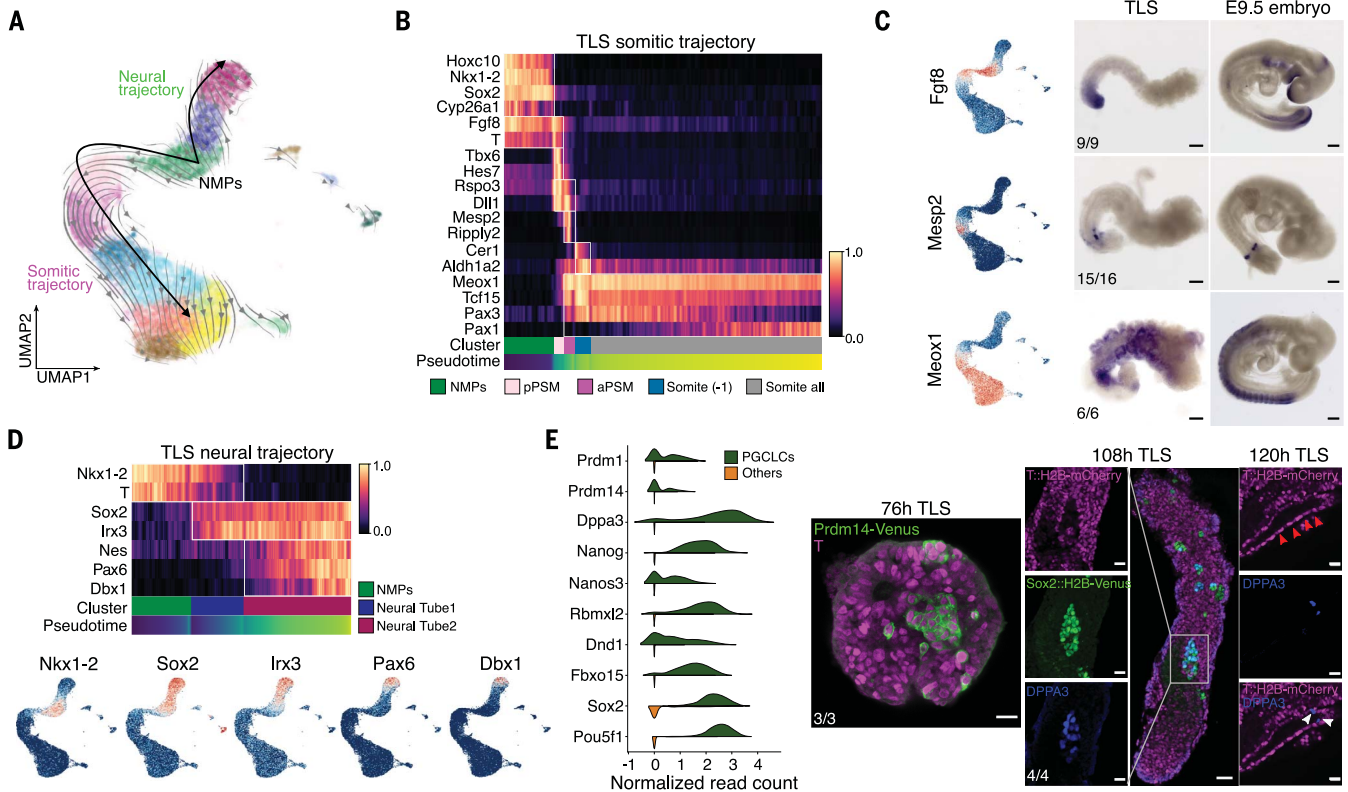 A
Neural
trajectory
NMPs
Somitic
trajectory
UMAP2
UMAP1
B
TLS somitic trajectory
Hoxc10
Nkx1-2
Sox2
Cyp26a1
Fgf8
T
Tbx6
Hes7
Rspo3
Dll1
Mesp2
Ripply2
Cer1
Aldh1a2
Meox1
Tcf15
Pax3
Pax1
Cluster
Pseudotime
1.0
0.0
NMPs
pPSM
aPSM
Somite (-1)
Somite all
C
TLS
E9.5 embryo
Fgf8
9/9
Mesp2
15/16
Meox1
6/6
D
TLS neural trajectory
Nkx1-2
T
Sox2
Irx3
Nes
Pax6
Dbx1
Cluster
Pseudotime
1.0
0.0
NMPs
Neural Tube1
Neural Tube2
Nkx1-2
Sox2
Irx3
Pax6
Dbx1
E
Prdm1
Prdm14
Dppa3
Nanog
Nanos3
Rbmxl2
Dnd1
Fbxo15
Sox2
Pou5f1
-1
0
1
2
3
4
Normalized read count
PGCLCs
Others
76h TLS
Prdm14-Venus
T
3/3
108h TLS
T::H2B-mCherry
Sox2::H2B-Venus
DPPA3
4/4
120h TLS
T::H2B-mCherry
DPPA3
T::H2B-mCherry
DPPA3